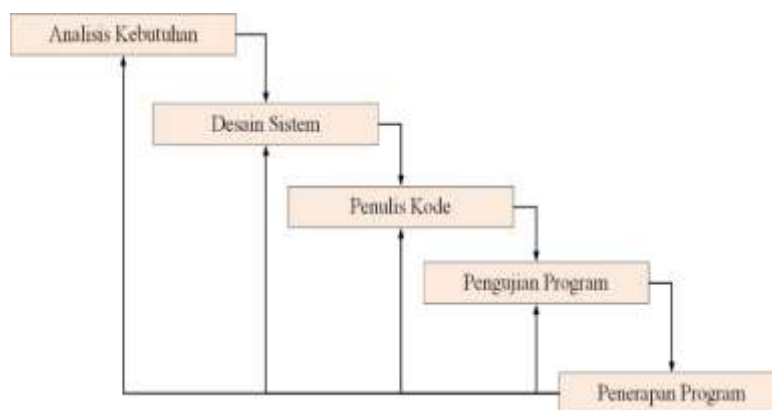 Analisis Kebutuhan
Desain Sistem
Penulis Kode
Pengujian Program
Penerapan Program